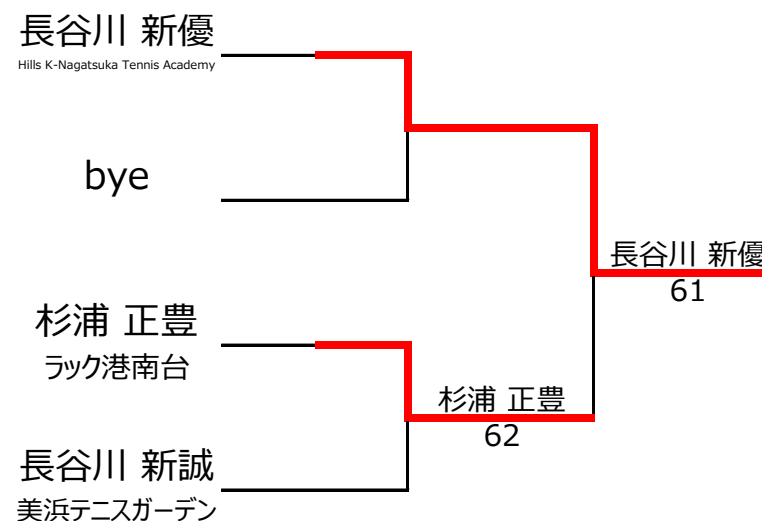 長谷川 新優
Hills K-Nagatsuka Tennis Academy
bye
長谷川 新優
61
杉浦 正豊
ラック港南台
杉浦 正豊
62
長谷川 新誠
美浜テニスガーデン